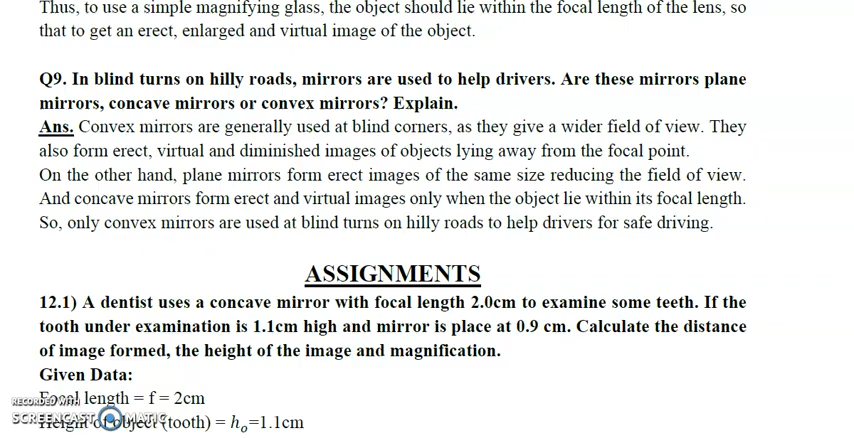 Thus, to use a simple magnifying glass, the object should lie within the focal length of the lens, so
that to get an erect, enlarged and virtual image of the object.
Q9. In blind turns on hilly roads, mirrors are used to help drivers. Are these mirrors plane
mirrors, concave mirrors or convex mirrors? Explain.
Ans. Convex mirrors are generally used at blind corners, as they give a wider field of view. They
also form erect, virtual and diminished images of objects lying away from the focal point.
On the other hand, plane mirrors form erect images of the same size reducing the field of view.
And concave mirrors form erect and virtual images only when the object lie within its focal length.
So, only convex mirrors are used at blind turns on hilly roads to help drivers for safe driving.
ASSIGNMENTS
12.1) A dentist uses a concave mirror with focal length 2.0cm to examine some teeth. If the
tooth under examination is 1.1cm high and mirror is place at 0.9 cm. Calculate the distance
of image formed, the height of the image and magnification.
Given Data:
Focal length = f = 2cm
RECORDED WITH
SCREENCAST O MATIC
Height of object (tooth) = hₒ=1.1cm